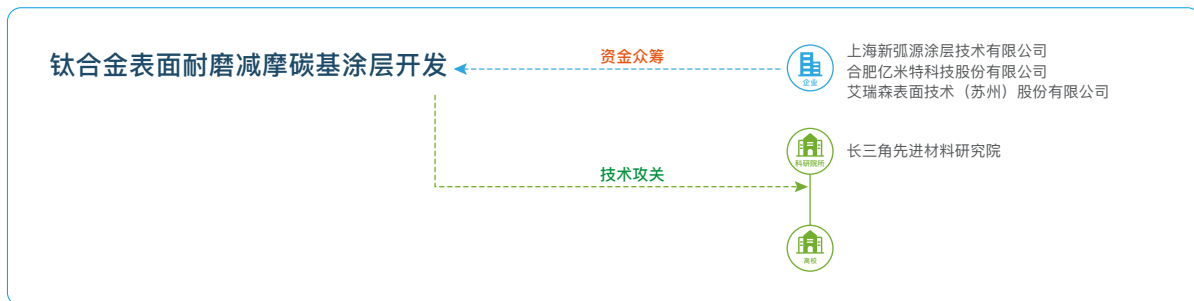 钛合金表面耐磨减摩碳基涂层开发
资金众筹
企业
上海新弧源涂层技术有限公司
合肥亿米特科技股份有限公司
艾瑞森表面技术（苏州）股份有限公司
科研院所
长三角先进材料研究院
技术攻关
高校